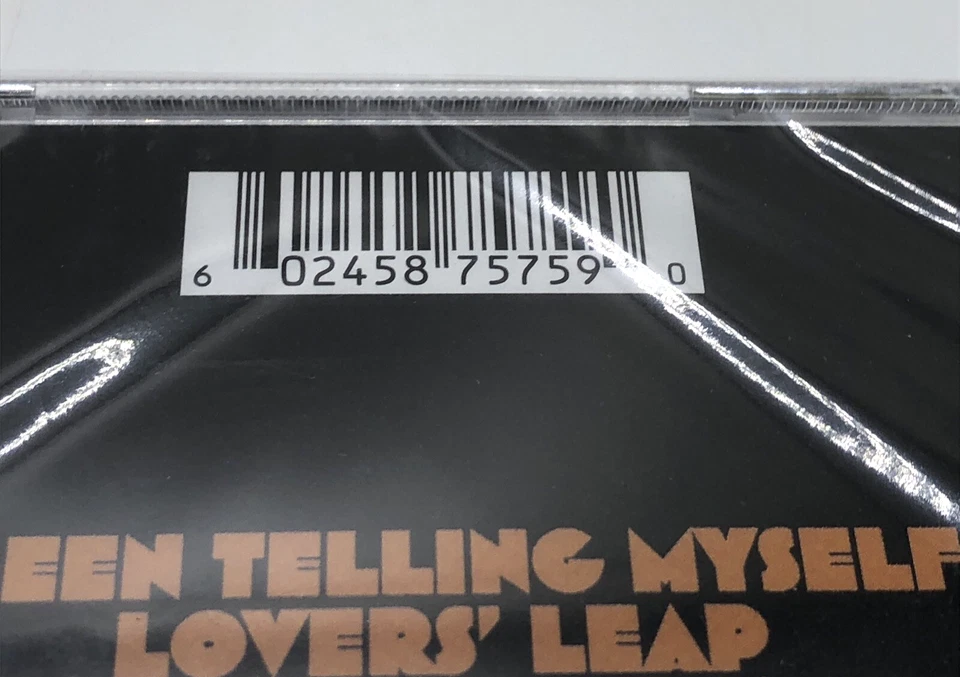 6 02458 75759 0
EEN TELLING MYSELF
LOVERS' LEAP